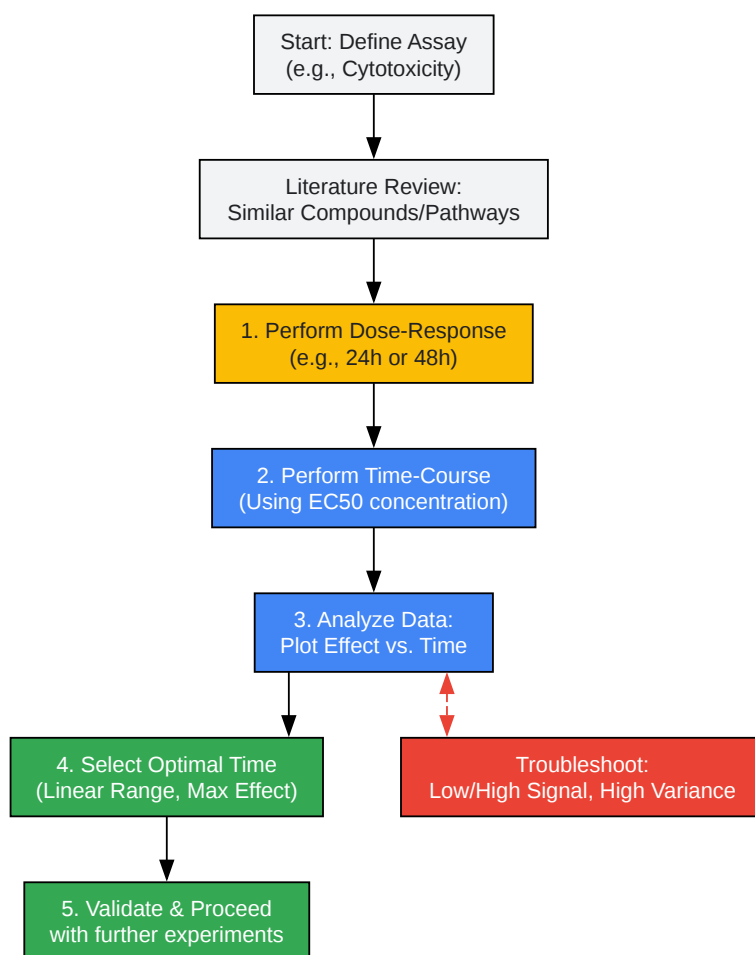 Start: Define Assay
(e.g., Cytotoxicity)
Literature Review:
Similar Compounds/Pathways
1. Perform Dose-Response
(e.g., 24h or 48h)
2. Perform Time-Course
(Using EC50 concentration)
3. Analyze Data:
Plot Effect vs. Time
4. Select Optimal Time
(Linear Range, Max Effect)
Troubleshoot:
Low/High Signal, High Variance
5. Validate & Proceed
with further experiments